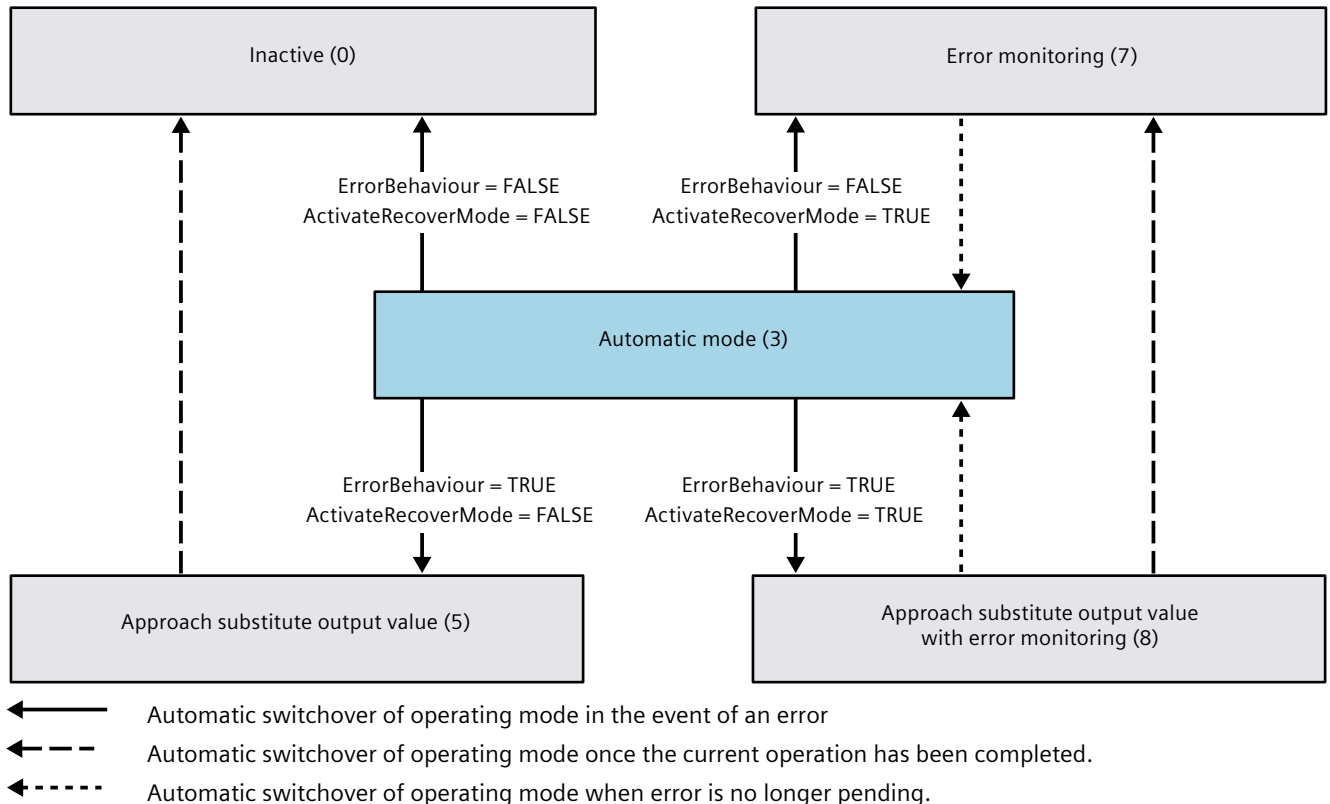 Inactive (0)
Error monitoring (7)
ErrorBehaviour = FALSE
ActivateRecoverMode = FALSE
ErrorBehaviour = FALSE
ActivateRecoverMode = TRUE
Automatic mode (3)
ErrorBehaviour = TRUE
ActivateRecoverMode = FALSE
ErrorBehaviour = TRUE
ActivateRecoverMode = TRUE
Approach substitute output value (5)
Approach substitute output value
with error monitoring (8)
Automatic switchover of operating mode in the event of an error
Automatic switchover of operating mode once the current operation has been completed.
Automatic switchover of operating mode when error is no longer pending.